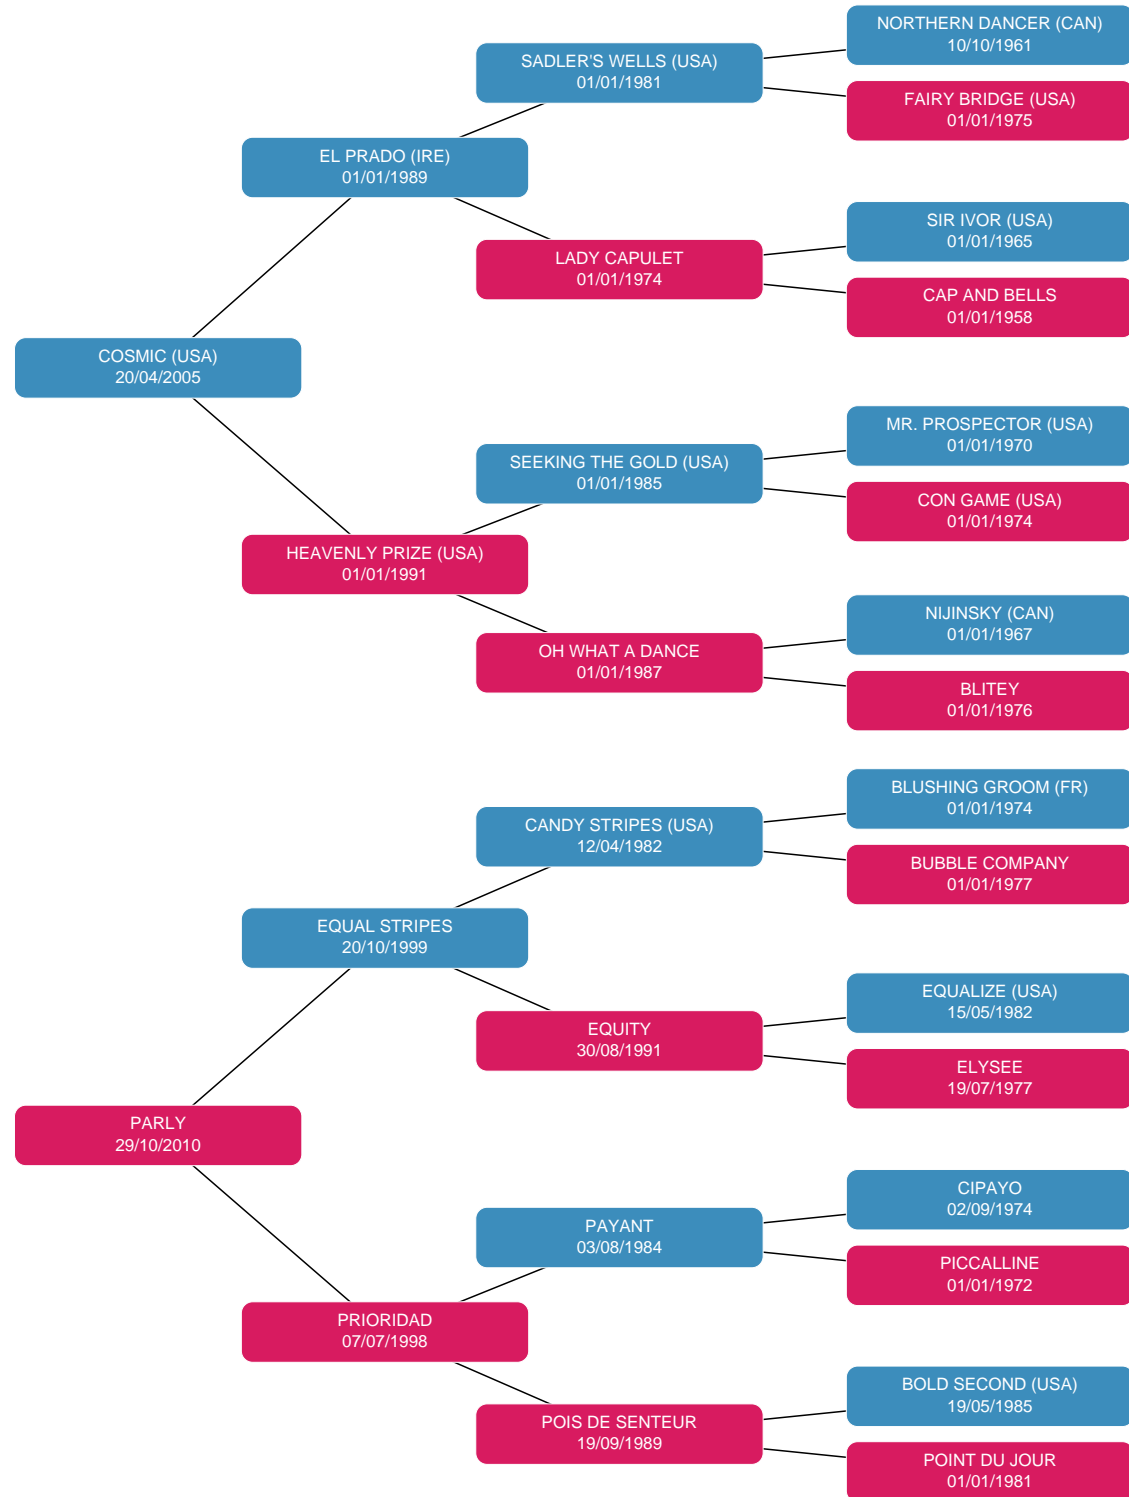 NORTHERN DANCER (CAN)
10/10/1961
SADLER'S WELLS (USA)
01/01/1981
FAIRY BRIDGE (USA)
01/01/1975
EL PRADO (IRE)
01/01/1989
SIR IVOR (USA)
01/01/1965
LADY CAPULET
01/01/1974
CAP AND BELLS
01/01/1958
COSMIC (USA)
20/04/2005
MR. PROSPECTOR (USA)
01/01/1970
SEEKING THE GOLD (USA)
01/01/1985
CON GAME (USA)
01/01/1974
HEAVENLY PRIZE (USA)
01/01/1991
NIJINSKY (CAN)
01/01/1967
OH WHAT A DANCE
01/01/1987
BLITEY
01/01/1976
BLUSHING GROOM (FR)
01/01/1974
CANDY STRIPES (USA)
12/04/1982
BUBBLE COMPANY
01/01/1977
EQUAL STRIPES
20/10/1999
EQUALIZE (USA)
15/05/1982
EQUITY
30/08/1991
ELYSEE
19/07/1977
PARLY
29/10/2010
CIPAYO
02/09/1974
PAYANT
03/08/1984
PICCALLINE
01/01/1972
PRIORIDAD
07/07/1998
BOLD SECOND (USA)
19/05/1985
POIS DE SENTEUR
19/09/1989
POINT DU JOUR
01/01/1981